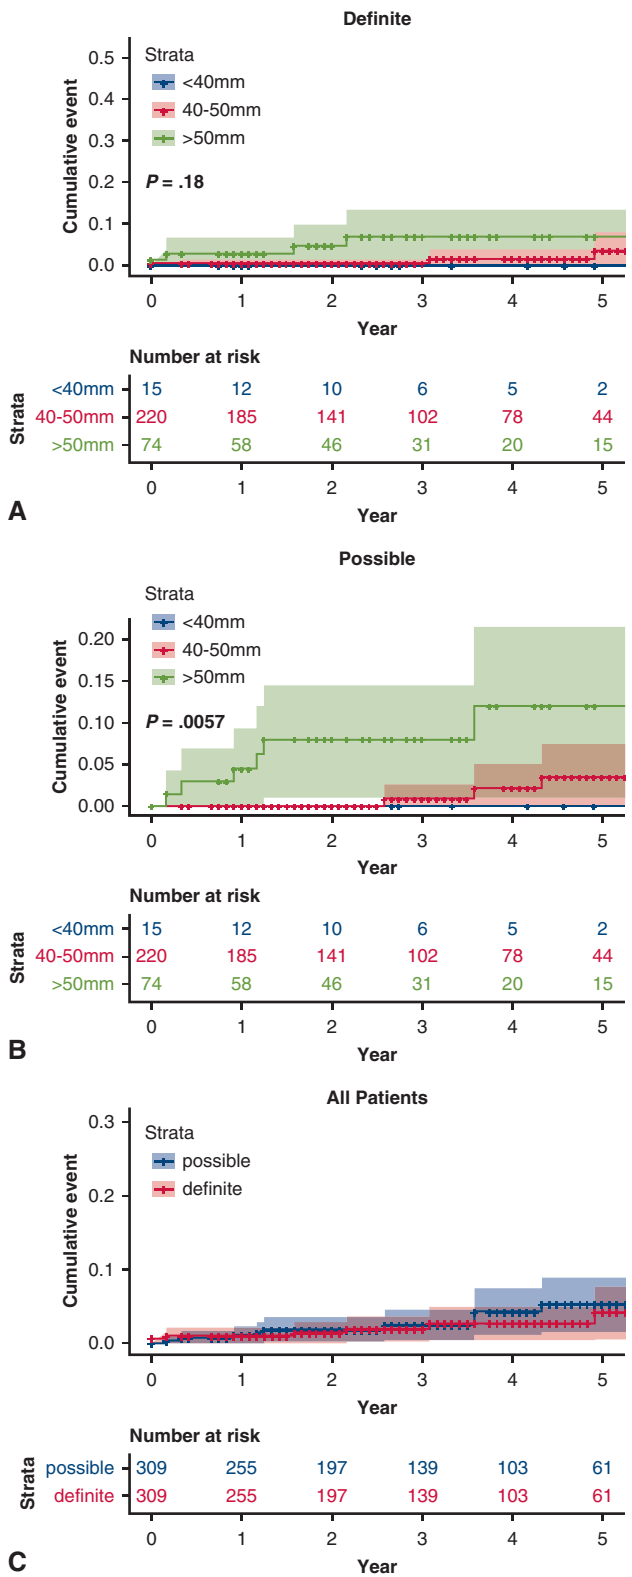 Definite
Strata
<40mm
40-50mm
>50mm
P = .18
Cumulative event
0.5
0.4
0.3
0.2
0.1
0.0
0 1 2 3 4 5
Year
Number at risk
Strata
<40mm 15 12 10 6 5 2
40-50mm 220 185 141 102 78 44
>50mm 74 58 46 31 20 15
0 1 2 3 4 5
Year
A
Possible
Strata
<40mm
40-50mm
>50mm
P = .0057
Cumulative event
0.20
0.15
0.10
0.05
0.00
0 1 2 3 4 5
Year
Number at risk
Strata
<40mm 15 12 10 6 5 2
40-50mm 220 185 141 102 78 44
>50mm 74 58 46 31 20 15
0 1 2 3 4 5
Year
B
All Patients
Strata
possible
definite
Cumulative event
0.3
0.2
0.1
0.0
0 1 2 3 4 5
Year
Number at risk
Strata
possible 309 255 197 139 103 61
definite 309 255 197 139 103 61
0 1 2 3 4 5
Year
C